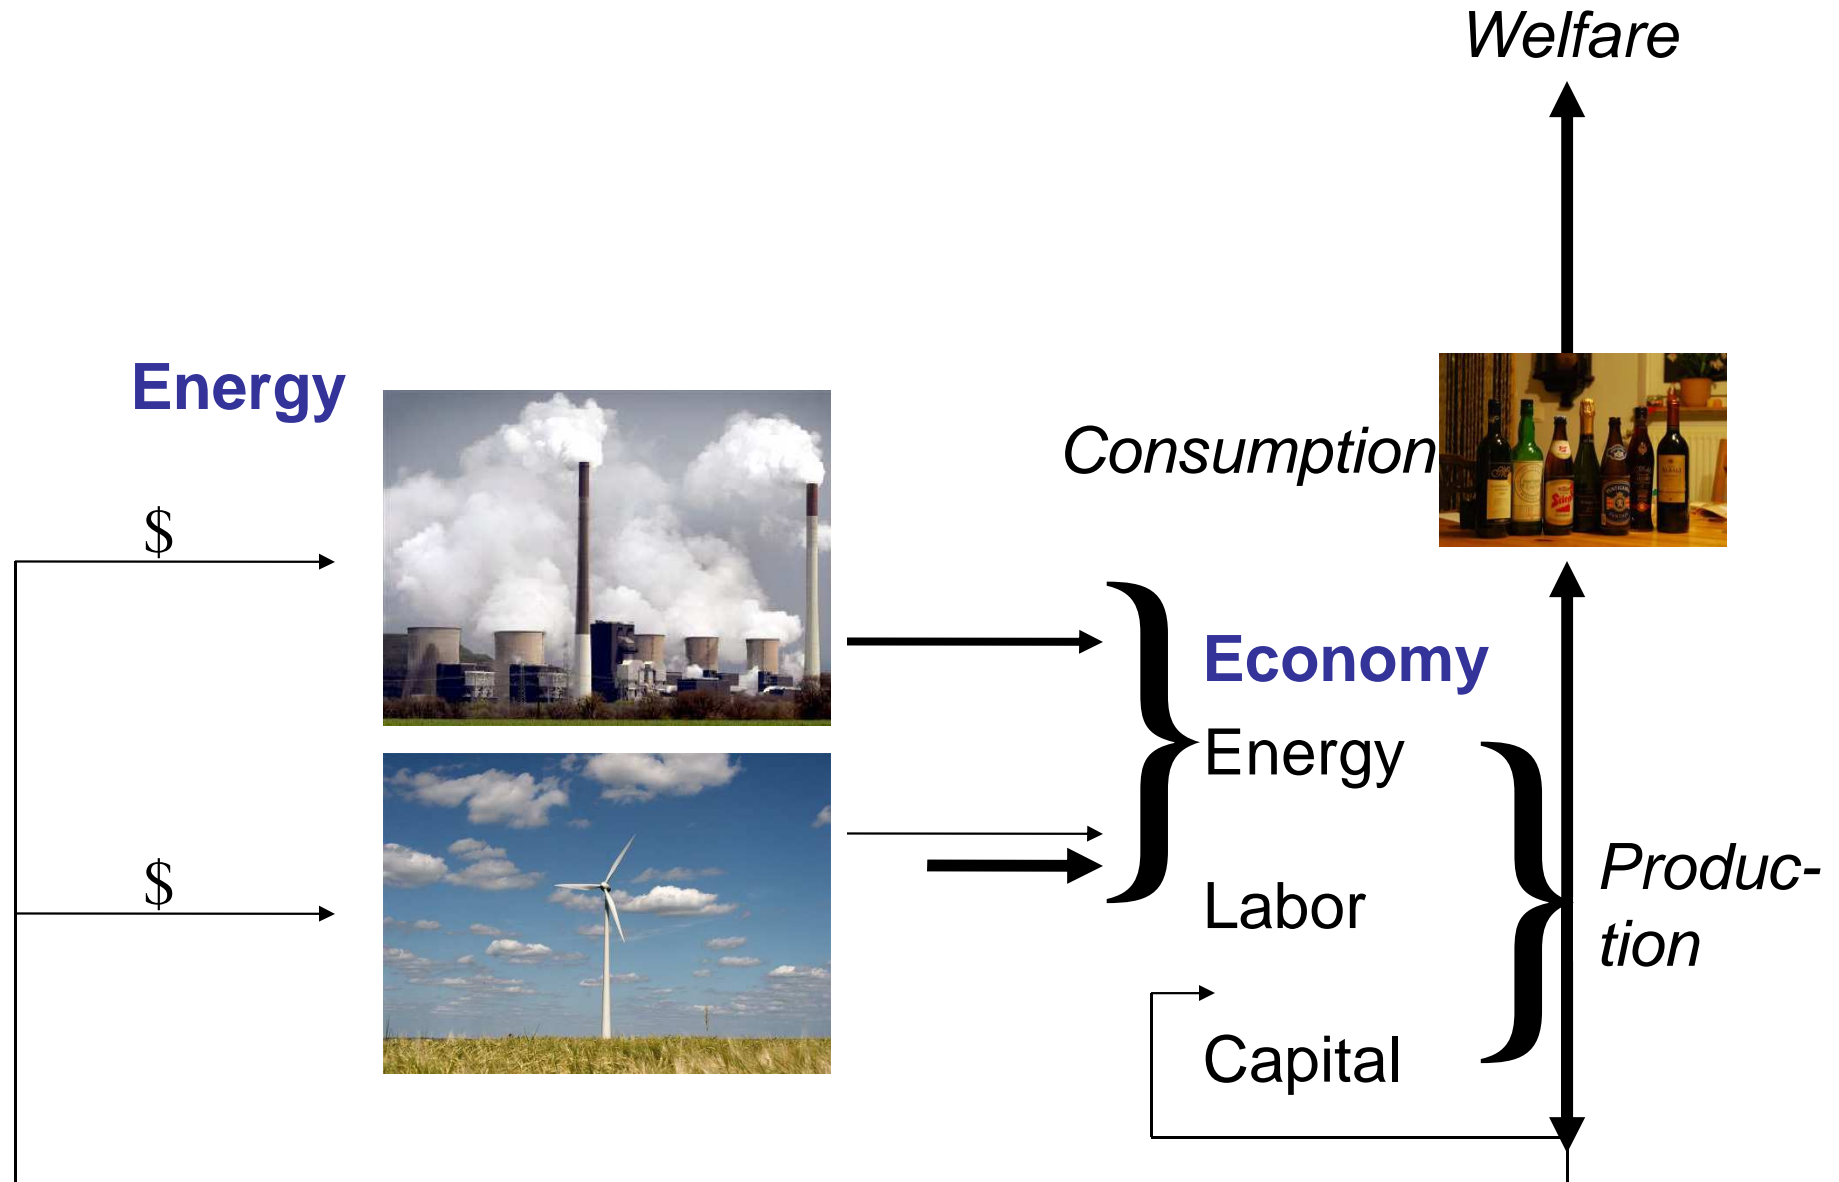 Welfare
Energy
Consumption
$
Economy
Energy
$
Labor
Produc-
tion
Capital